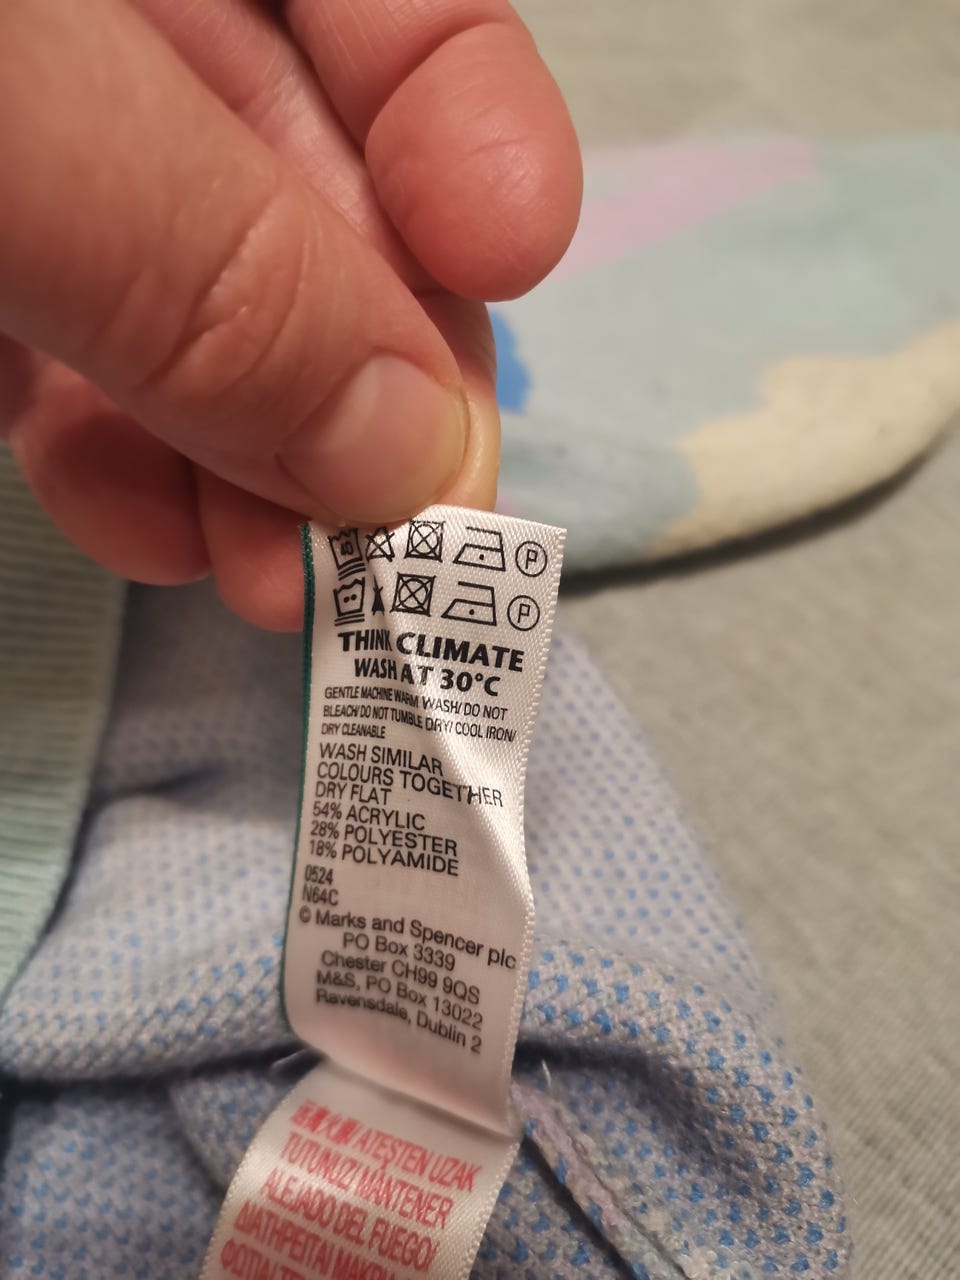 40
P
P
THINK CLIMATE
WASH AT 30°C
GENTLE MACHINE WARM WASH/ DO NOT
BLEACH/ DO NOT TUMBLE DRY/ COOL IRON/
DRY CLEANABLE
WASH SIMILAR
COLOURS TOGETHER
DRY FLAT
54% ACRYLIC
28% POLYESTER
18% POLYAMIDE
0524
N64C
© Marks and Spencer plc
PO Box 3339
Chester CH99 9QS
M&S, PO Box 13022
Ravensdale, Dublin 2
ATEŞTEN UZAK
TUTUNUZ/ MANTENER
ALEJADO DEL FUEGO/
ΔΙΑΤΗΡΕΙΤΑΙ ΜΑΚΡΙΑ